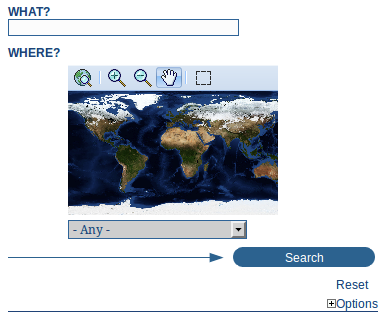 WHAT?
WHERE?
- Any -
Search
Reset
Options